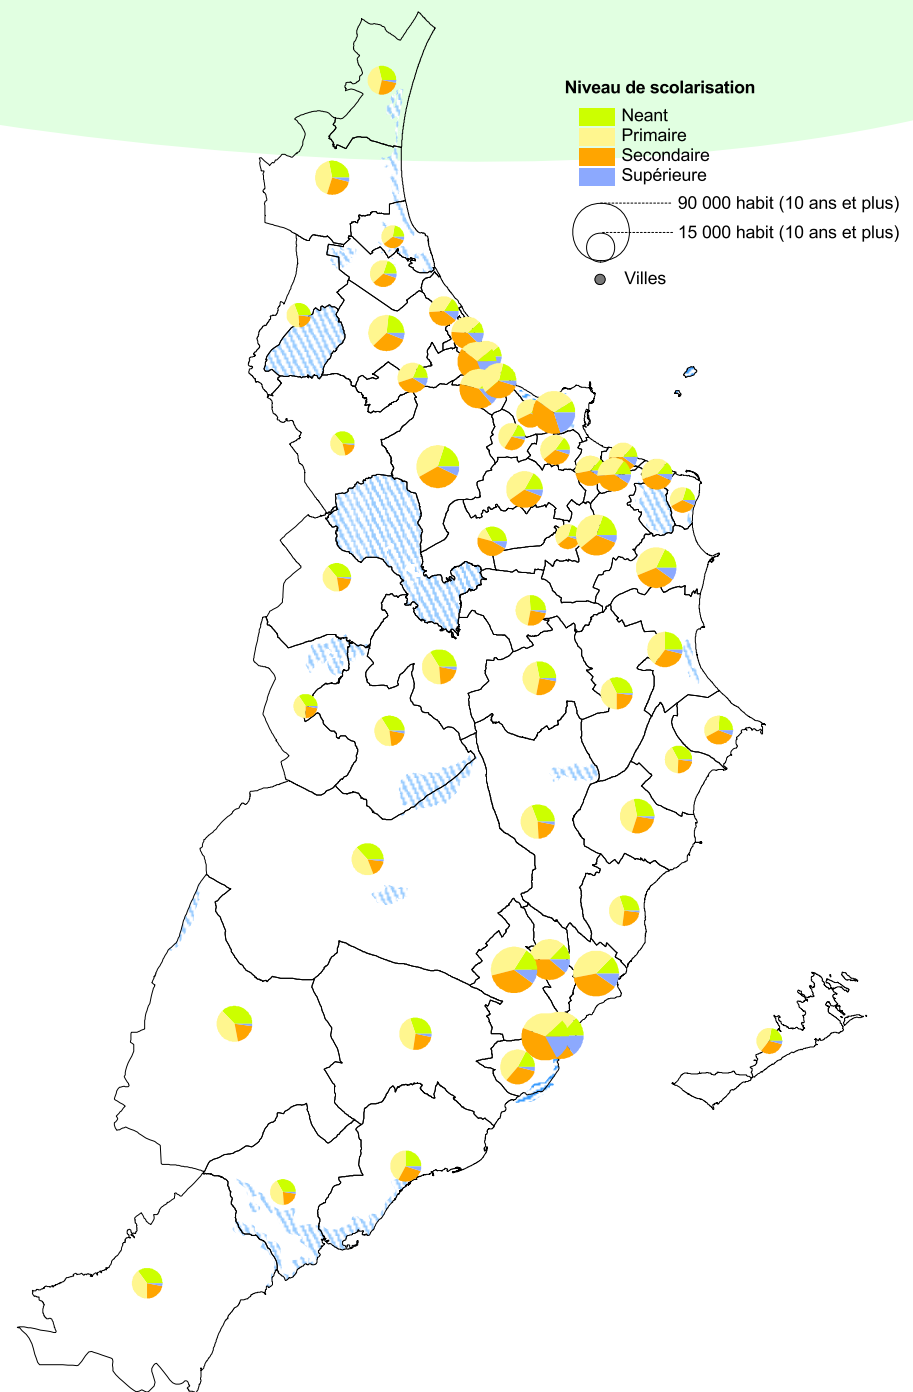 Niveau de scolarisation
Neant
Primaire
Secondaire
Supérieure
90 000 habit (10 ans et plus)
15 000 habit (10 ans et plus)
Villes